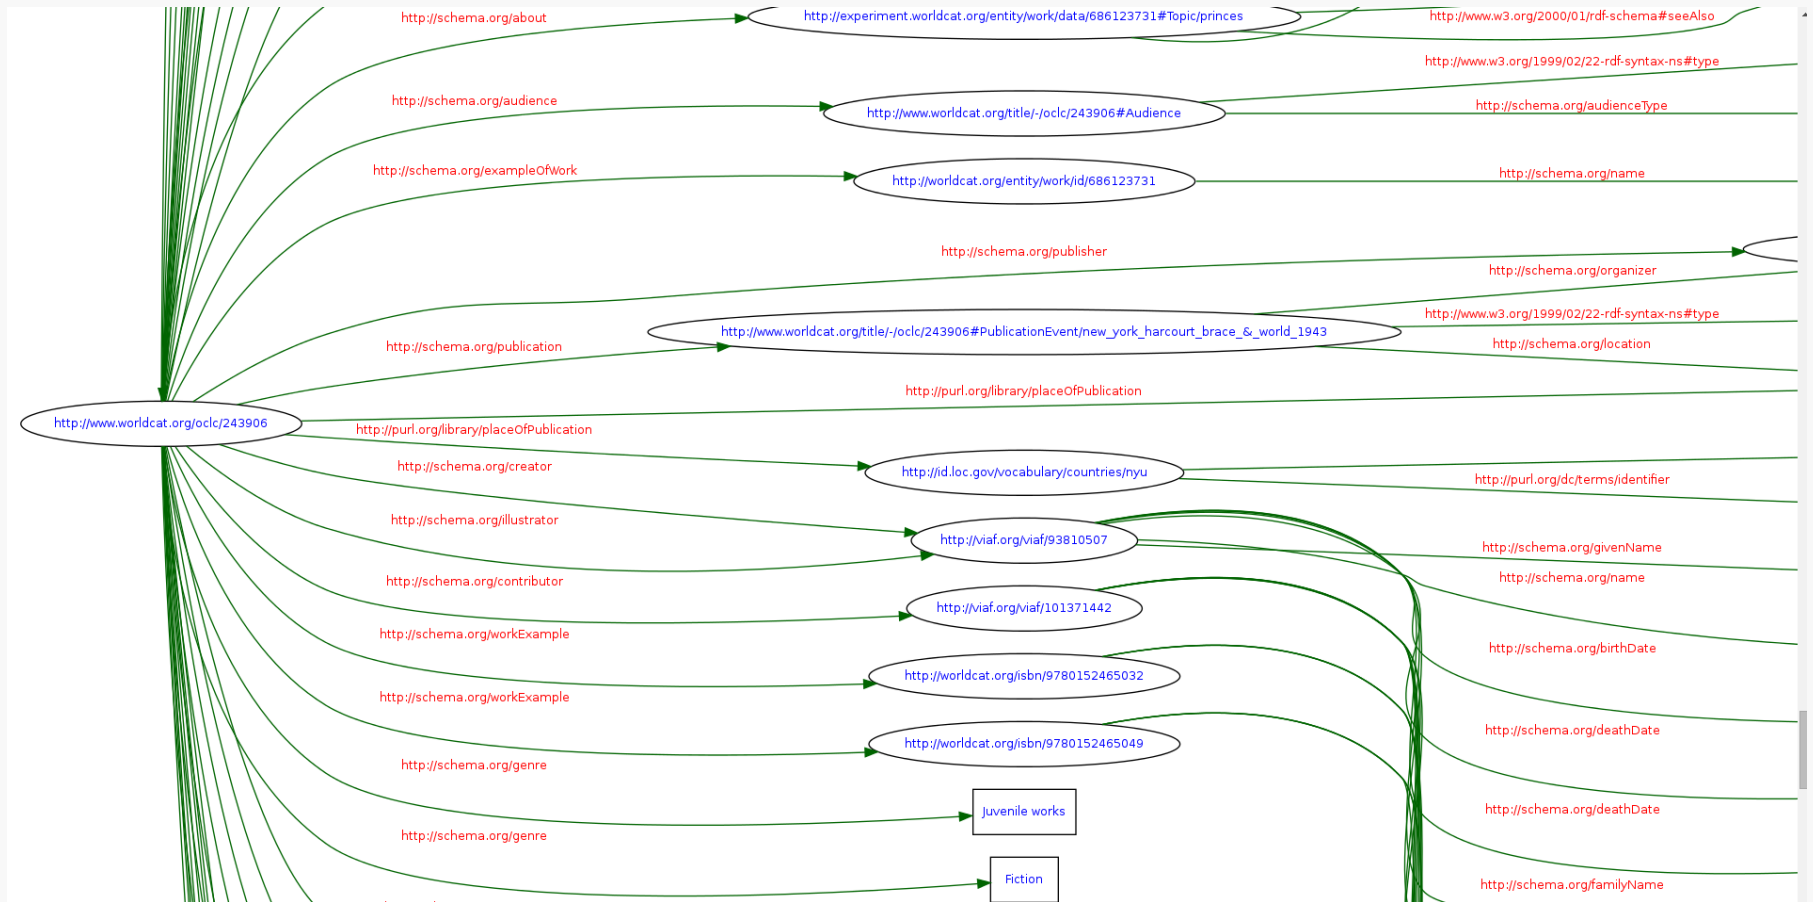 http://schema.org/about
http://experiment.worldcat.org/entity/work/data/686123731#Topic/princes
http://www.w3.org/2000/01/rdf-schema#seeAlso
http://www.w3.org/1999/02/22-rdf-syntax-ns#type
http://schema.org/audience
http://www.worldcat.org/title/-/oclc/243906#Audience
http://schema.org/audienceType
http://schema.org/exampleOfWork
http://worldcat.org/entity/work/id/686123731
http://schema.org/name
http://schema.org/publisher
http://schema.org/organizer
http://www.w3.org/1999/02/22-rdf-syntax-ns#type
http://www.worldcat.org/title/-/oclc/243906#PublicationEvent/new_york_harcourt_brace_&_world_1943
http://schema.org/publication
http://schema.org/location
http://purl.org/library/placeOfPublication
http://www.worldcat.org/oclc/243906
http://purl.org/library/placeOfPublication
http://schema.org/creator
http://id.loc.gov/vocabulary/countries/nyu
http://purl.org/dc/terms/identifier
http://schema.org/illustrator
http://viaf.org/viaf/93810507
http://schema.org/givenName
http://schema.org/name
http://schema.org/contributor
http://viaf.org/viaf/101371442
http://schema.org/workExample
http://schema.org/birthDate
http://worldcat.org/isbn/9780152465032
http://schema.org/workExample
http://schema.org/deathDate
http://worldcat.org/isbn/9780152465049
http://schema.org/genre
http://schema.org/deathDate
Juvenile works
http://schema.org/genre
Fiction
http://schema.org/familyName